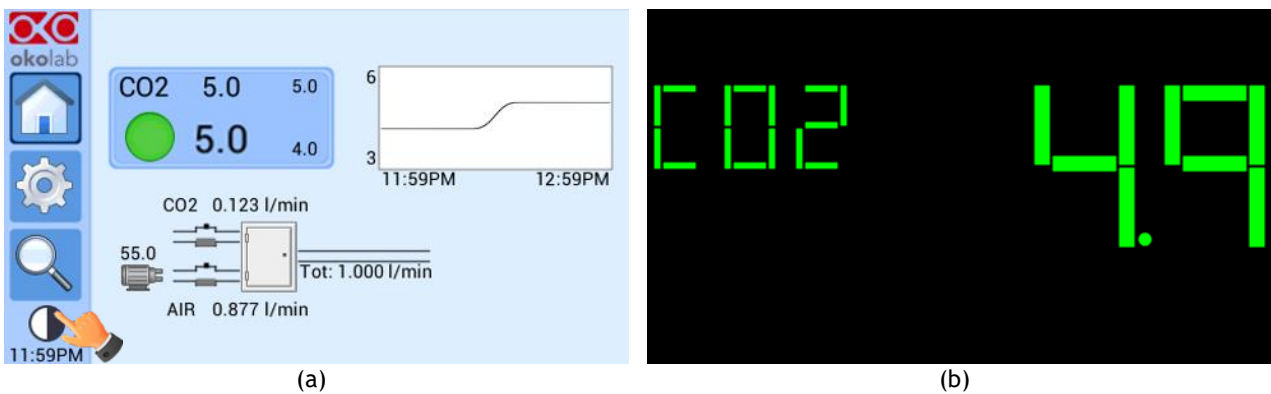 okolab
CO2 5.0 5.0
5.0 4.0
6
3
11:59PM 12:59PM
CO2 0.123 l/min
55.0
Tot: 1.000 l/min
AIR 0.877 l/min
11:59PM
(a)
CO2 4.9
(b)